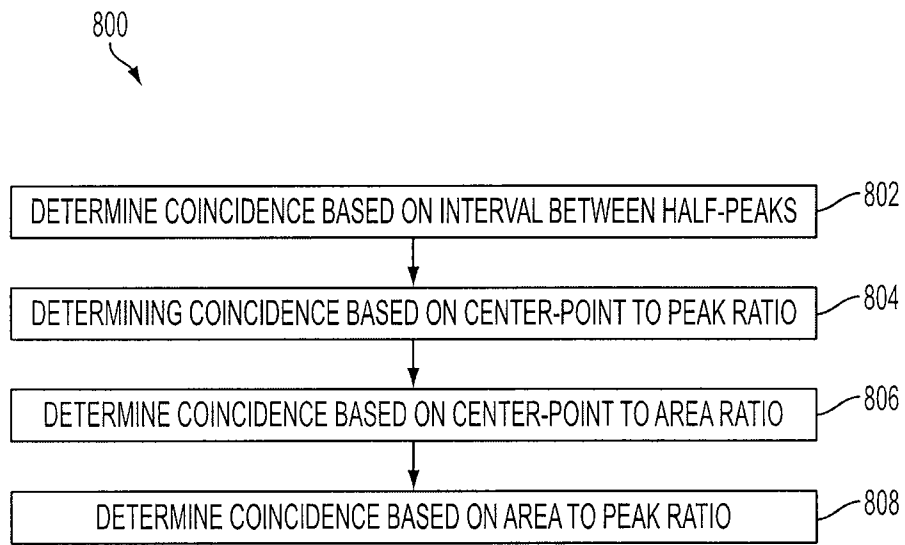 800
DETERMINE COINCIDENCE BASED ON INTERVAL BETWEEN HALF-PEAKS
802
DETERMINING COINCIDENCE BASED ON CENTER-POINT TO PEAK RATIO
804
DETERMINE COINCIDENCE BASED ON CENTER-POINT TO AREA RATIO
806
DETERMINE COINCIDENCE BASED ON AREA TO PEAK RATIO
808